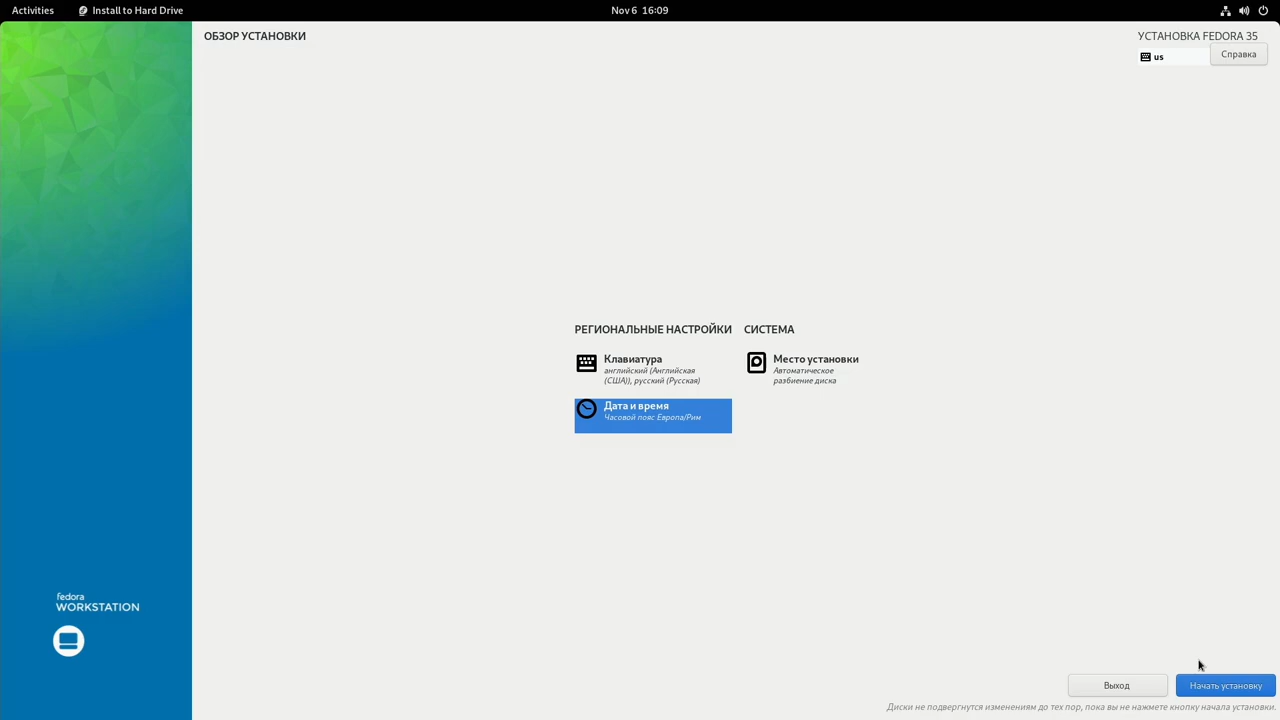 Activities
Install to Hard Drive
Nov 6 16:09
ОБЗОР УСТАНОВКИ
УСТАНОВКА FEDORA 35
us
Справка
РЕГИОНАЛЬНЫЕ НАСТРОЙКИ
Клавиатура
английский (Английская
(США)), русский (Русская)
Дата и время
Часовой пояс Европа/Рим
СИСТЕМА
Место установки
Автоматическое
разбиение диска
fedora
WORKSTATION
Выход
Начать установку
Диски не подвергнутся изменениям до тех пор, пока вы не нажмете кнопку начала установки.